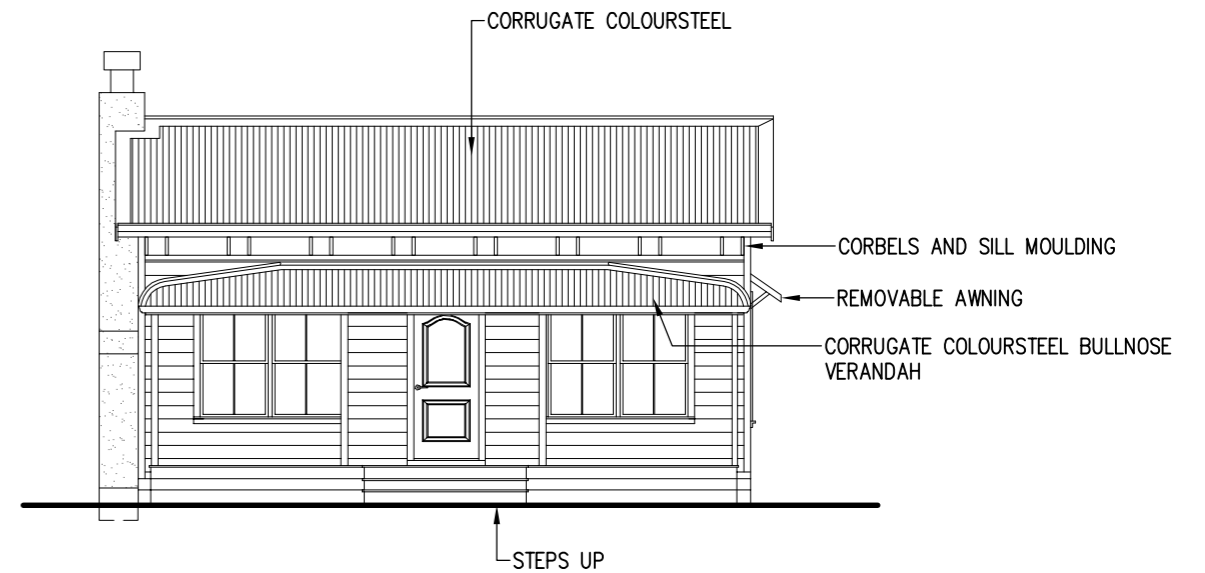 CORRUGATE COLOURSTEEL
CORBELS AND SILL MOULDING
REMOVABLE AWNING
CORRUGATE COLOURSTEEL BULLNOSE
VERANDAH
STEPS UP